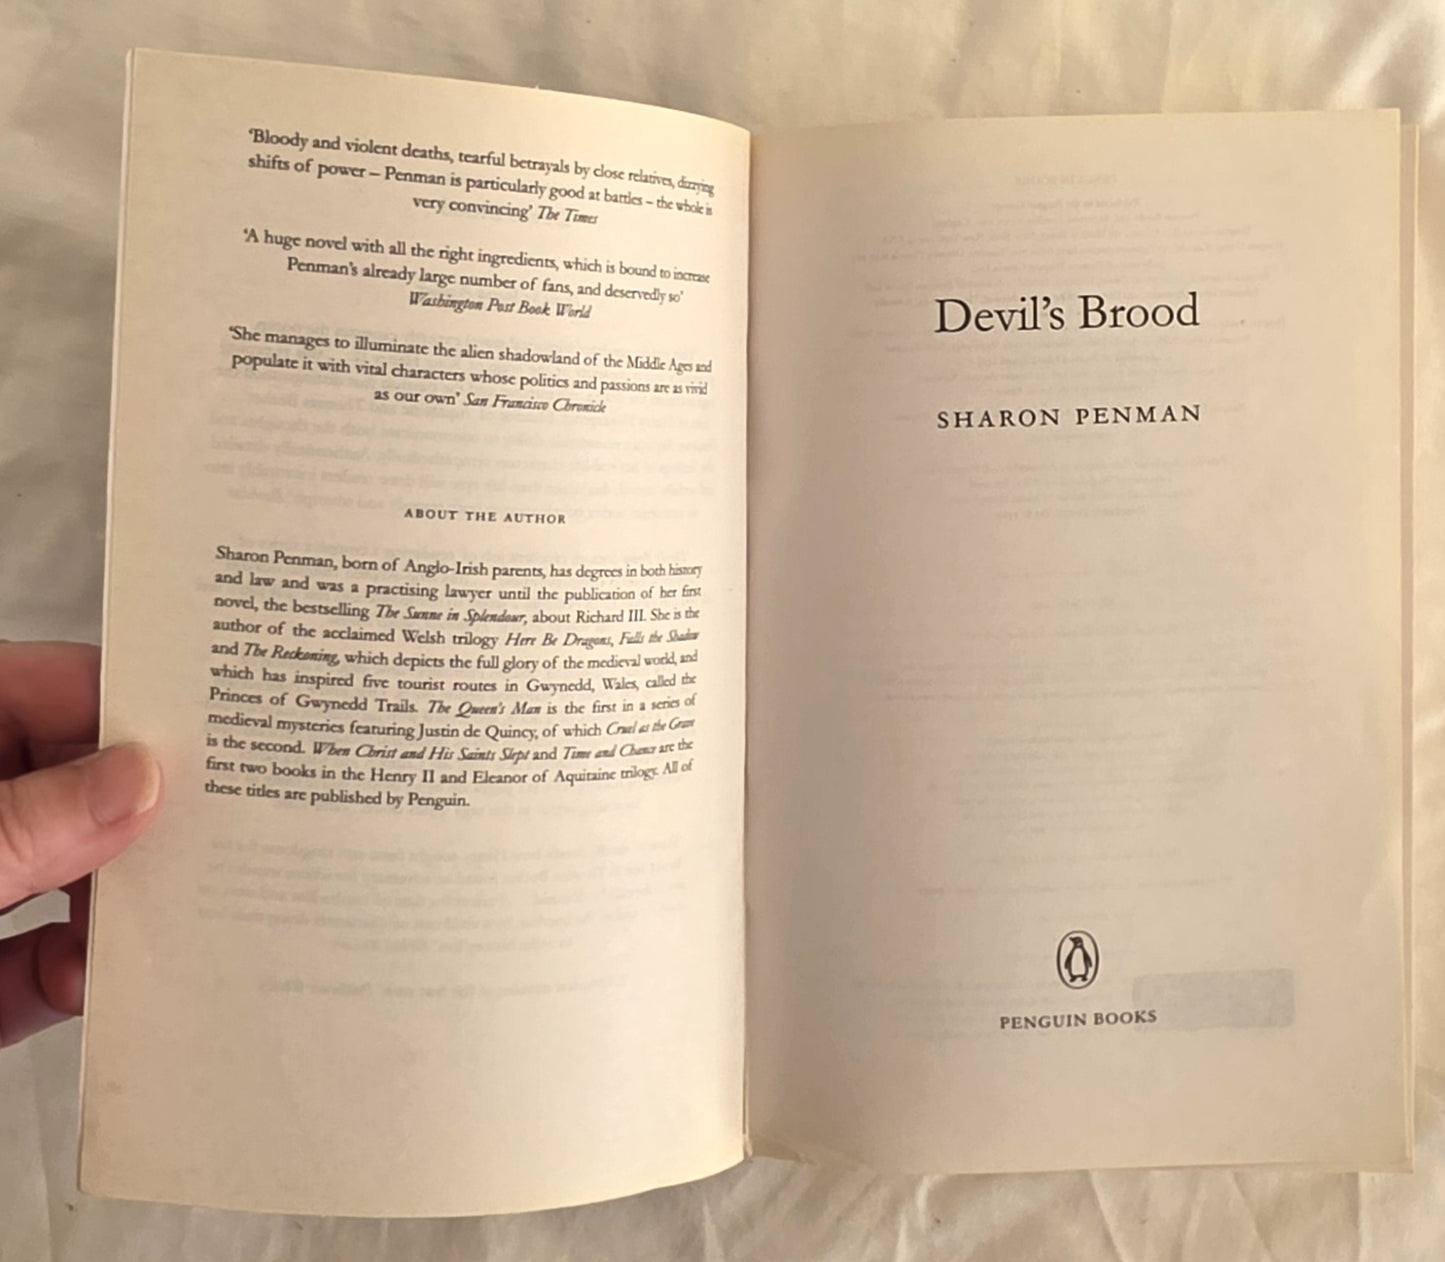 ‘Bloody and violent deaths, tearful betrayals by close relatives, dizzying
shifts of power – Penman is particularly good at battles – the whole is
very convincing’ The Times
‘A huge novel with all the right ingredients, which is bound to increase
Penman’s already large number of fans, and deservedly so’
Washington Post Book World
‘She manages to illuminate the alien shadowland of the Middle Ages and
populate it with vital characters whose politics and passions are as vivid
as our own’ San Francisco Chronicle
ABOUT THE AUTHOR
Sharon Penman, born of Anglo-Irish parents, has degrees in both history
and law and was a practising lawyer until the publication of her first
novel, the bestselling The Sunne in Splendour, about Richard III. She is the
author of the acclaimed Welsh trilogy Here Be Dragons, Falls the Shadow
and The Reckoning, which depicts the full glory of the medieval world, and
which has inspired five tourist routes in Gwynedd, Wales, called the
Princes of Gwynedd Trails. The Queen’s Man is the first in a series of
medieval mysteries featuring Justin de Quincy, of which Cruel as the Grave
is the second. When Christ and His Saints Slept and Time and Chance are the
first two books in the Henry II and Eleanor of Aquitaine trilogy. All of
these titles are published by Penguin.
Devil’s Brood
SHARON PENMAN
PENGUIN BOOKS